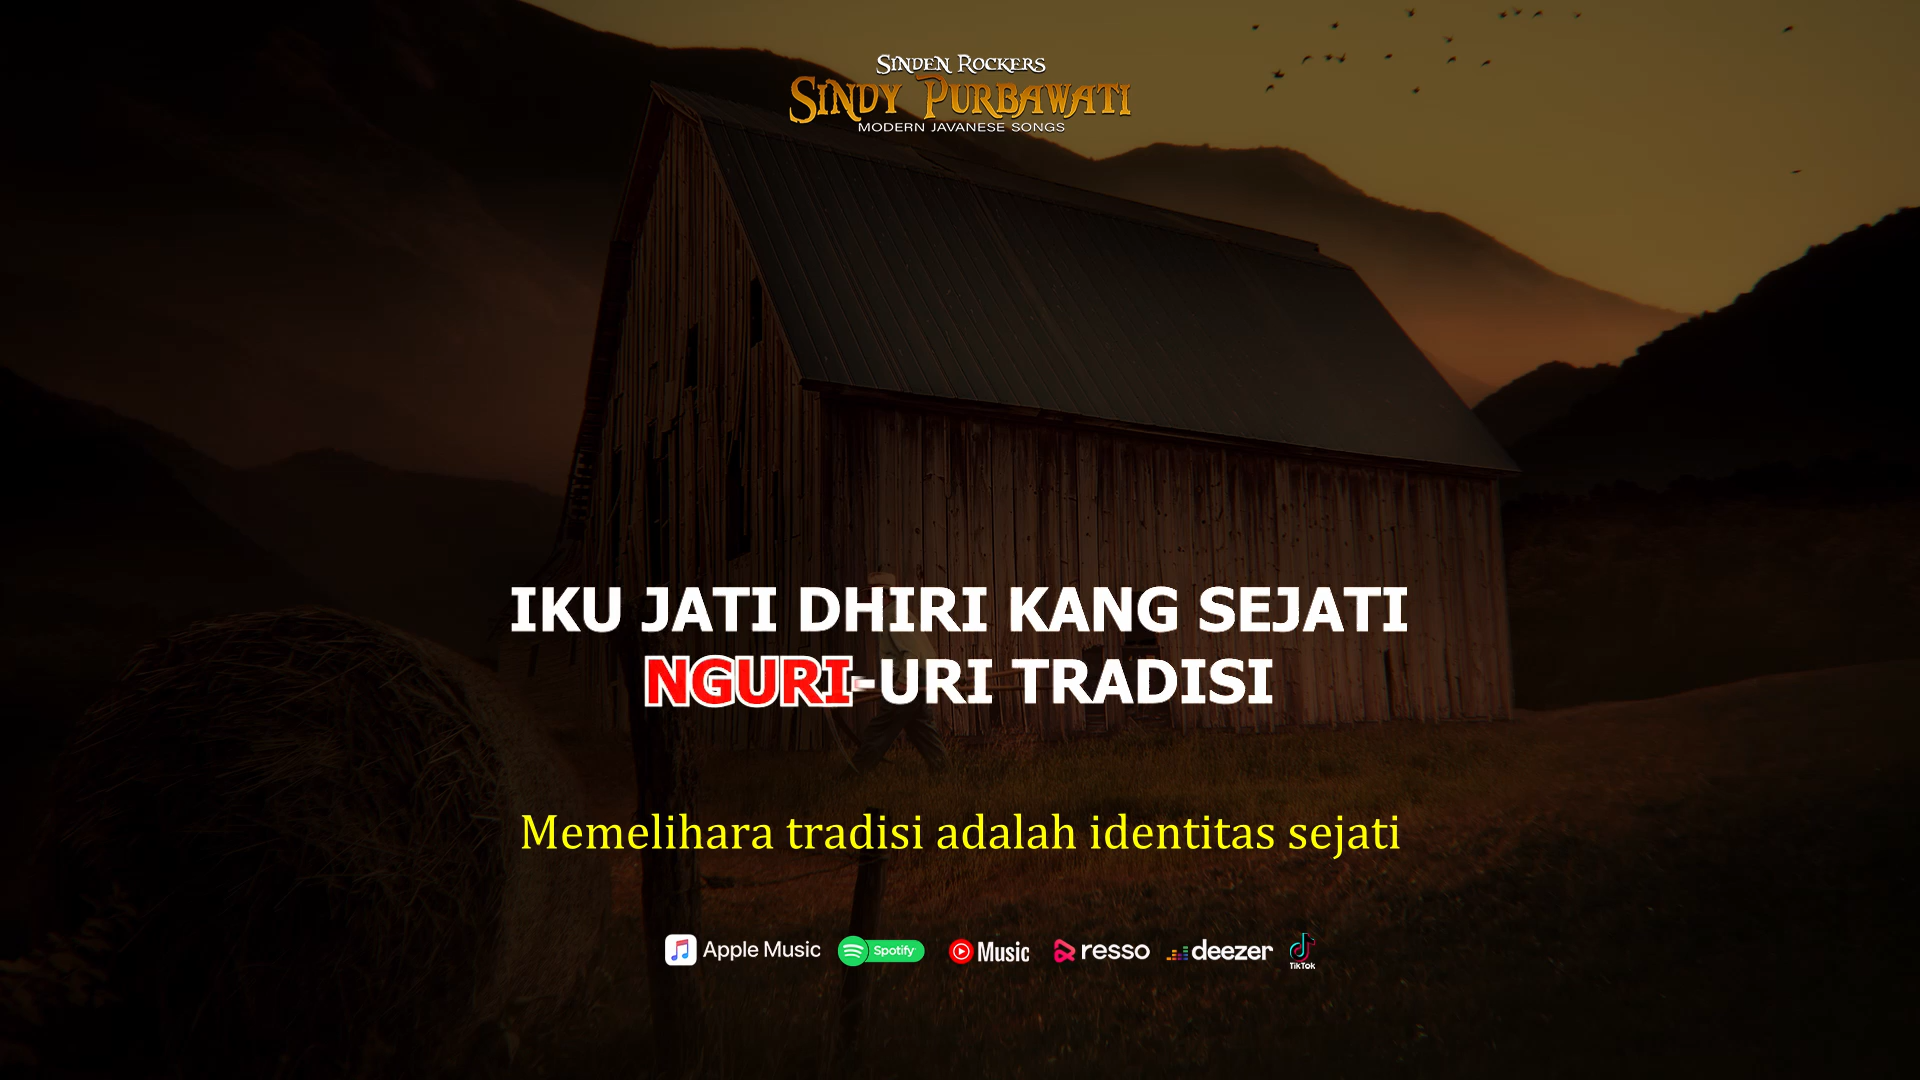 SINDEN ROCKERS
SINDY PURBAWATI
MODERN JAVANESE SONGS
IKU JATI DHIRI KANG SEJATI
NGURI-URI TRADISI
Memelihara tradisi adalah identitas sejati
Apple Music Spotify Music resso deezer TikTok